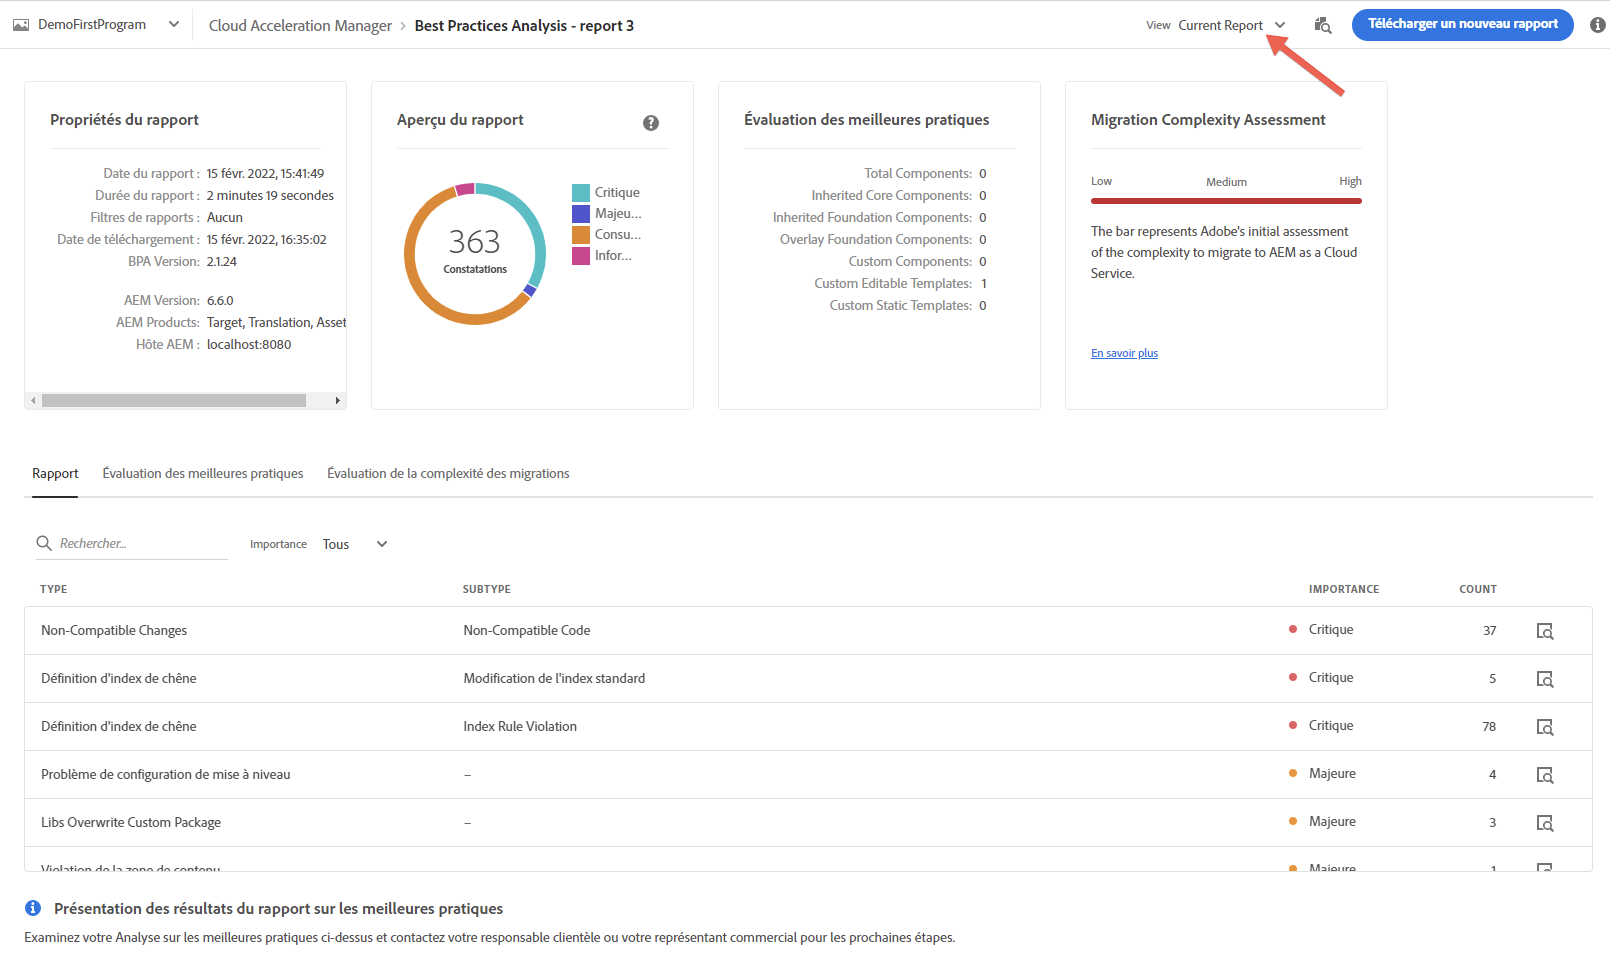 DemoFirstProgram
Cloud Acceleration Manager > Best Practices Analysis - report 3
View Current Report
Télécharger un nouveau rapport
Propriétés du rapport
Date du rapport : 15 févr. 2022, 15:41:49
Durée du rapport : 2 minutes 19 secondes
Filtres de rapports : Aucun
Date de téléchargement : 15 févr. 2022, 16:35:02
BPA Version: 2.1.24
AEM Version: 6.6.0
AEM Products: Target, Translation, Asset
Hôte AEM : localhost:8080
Aperçu du rapport
?
363
Constatations
Critique
Majeu...
Consu...
Infor...
Évaluation des meilleures pratiques
Total Components: 0
Inherited Core Components: 0
Inherited Foundation Components: 0
Overlay Foundation Components: 0
Custom Components: 0
Custom Editable Templates: 1
Custom Static Templates: 0
Migration Complexity Assessment
Low Medium High
The bar represents Adobe's initial assessment
of the complexity to migrate to AEM as a Cloud
Service.
En savoir plus
Rapport Évaluation des meilleures pratiques Évaluation de la complexité des migrations
Rechercher... Importance Tous
TYPE SUBTYPE IMPORTANCE COUNT
Non-Compatible Changes Non-Compatible Code Critique 37
Définition d'index de chêne Modification de l'index standard Critique 5
Définition d'index de chêne Index Rule Violation Critique 78
Problème de configuration de mise à niveau – Majeure 4
Libs Overwrite Custom Package – Majeure 3
Violation de la zone de contenu Majeure 1
Présentation des résultats du rapport sur les meilleures pratiques
Examinez votre Analyse sur les meilleures pratiques ci-dessus et contactez votre responsable clientèle ou votre représentant commercial pour les prochaines étapes.